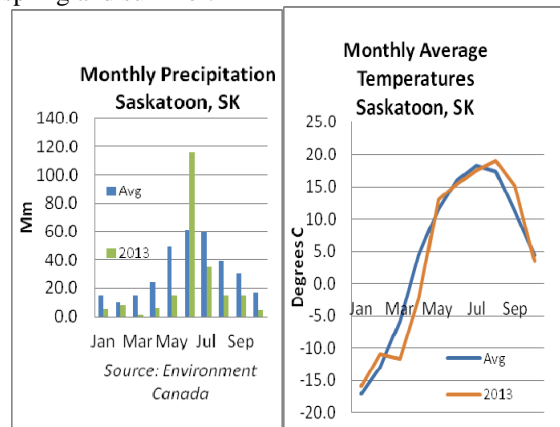 Monthly Precipitation
Saskatoon, SK
140.0
120.0
100.0
80.0
60.0
40.0
20.0
0.0
Mm
Avg
2013
Jan Mar May Jul Sep
Source: Environment
Canada
Monthly Average
Temperatures
Saskatoon, SK
25.0
20.0
15.0
10.0
5.0
0.0
-5.0
-10.0
-15.0
-20.0
Degrees C
Jan Mar May Jul Sep
Avg
2013